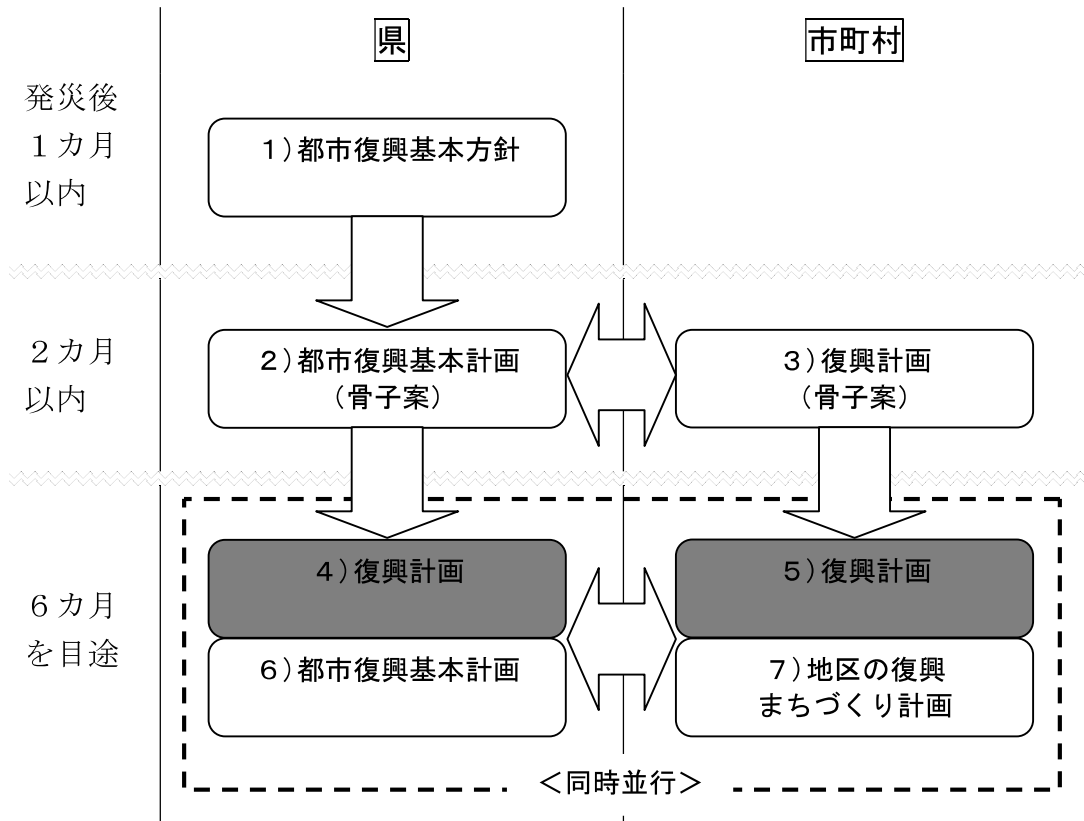 県
市町村
発災後
１カ月
以内
１）都市復興基本方針
２カ月
以内
２）都市復興基本計画
（骨子案）
３）復興計画
（骨子案）
６カ月
を目途
４）復興計画
５）復興計画
６）都市復興基本計画
７）地区の復興
まちづくり計画
＜同時並行＞